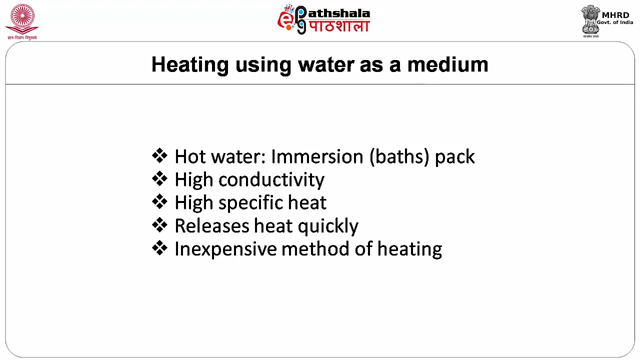 ePathshala
पाठशाला
MHRD
Govt. of India
Heating using water as a medium
❖ Hot water: Immersion (baths) pack
❖ High conductivity
❖ High specific heat
❖ Releases heat quickly
❖ Inexpensive method of heating